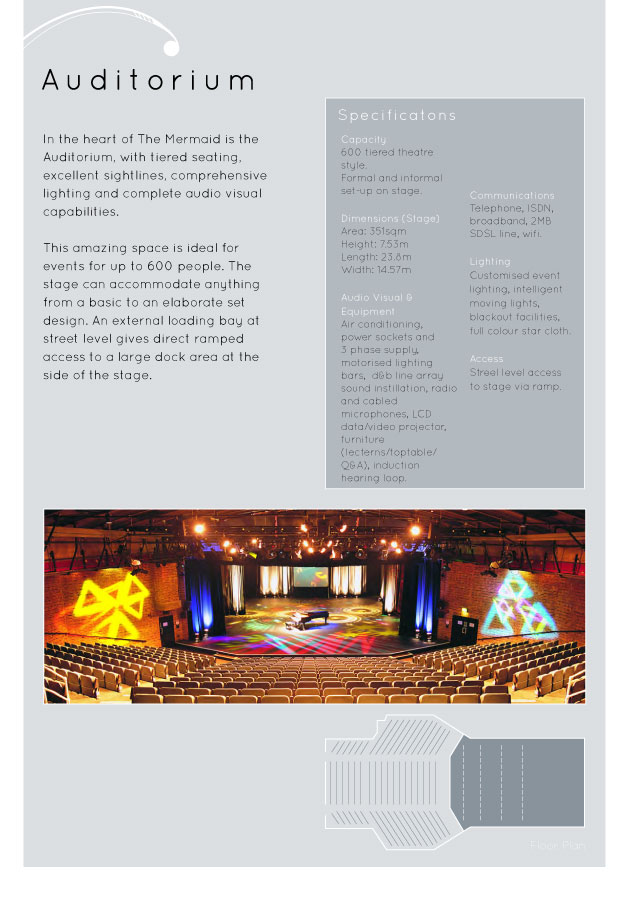 Auditorium
In the heart of The Mermaid is the
Auditorium, with tiered seating,
excellent sightlines, comprehensive
lighting and complete audio visual
capabilities.
This amazing space is ideal for
events for up to 600 people. The
stage can accommodate anything
from a basic to an elaborate set
design. An external loading bay at
street level gives direct ramped
access to a large dock area at the
side of the stage.
Specificatons
Capacity
600 tiered theatre
style.
Formal and informal
set-up on stage.
Dimensions (Stage)
Area: 351sqm
Height: 7.53m
Length: 23.8m
Width: 14.57m
Audio Visual &
Equipment
Air conditioning,
power sockets and
3 phase supply,
motorised lighting
bars, d&b line array
sound instillation, radio
and cabled
microphones, LCD
data/video projector,
furniture
(lecterns/toptable/
Q&A), induction
hearing loop.
Communications
Telephone, ISDN,
broadband, 2MB
SDSL line, wifi.
Lighting
Customised event
lighting, intelligent
moving lights,
blackout facilities,
full colour star cloth.
Access
Street level access
to stage via ramp.
Floor Plan